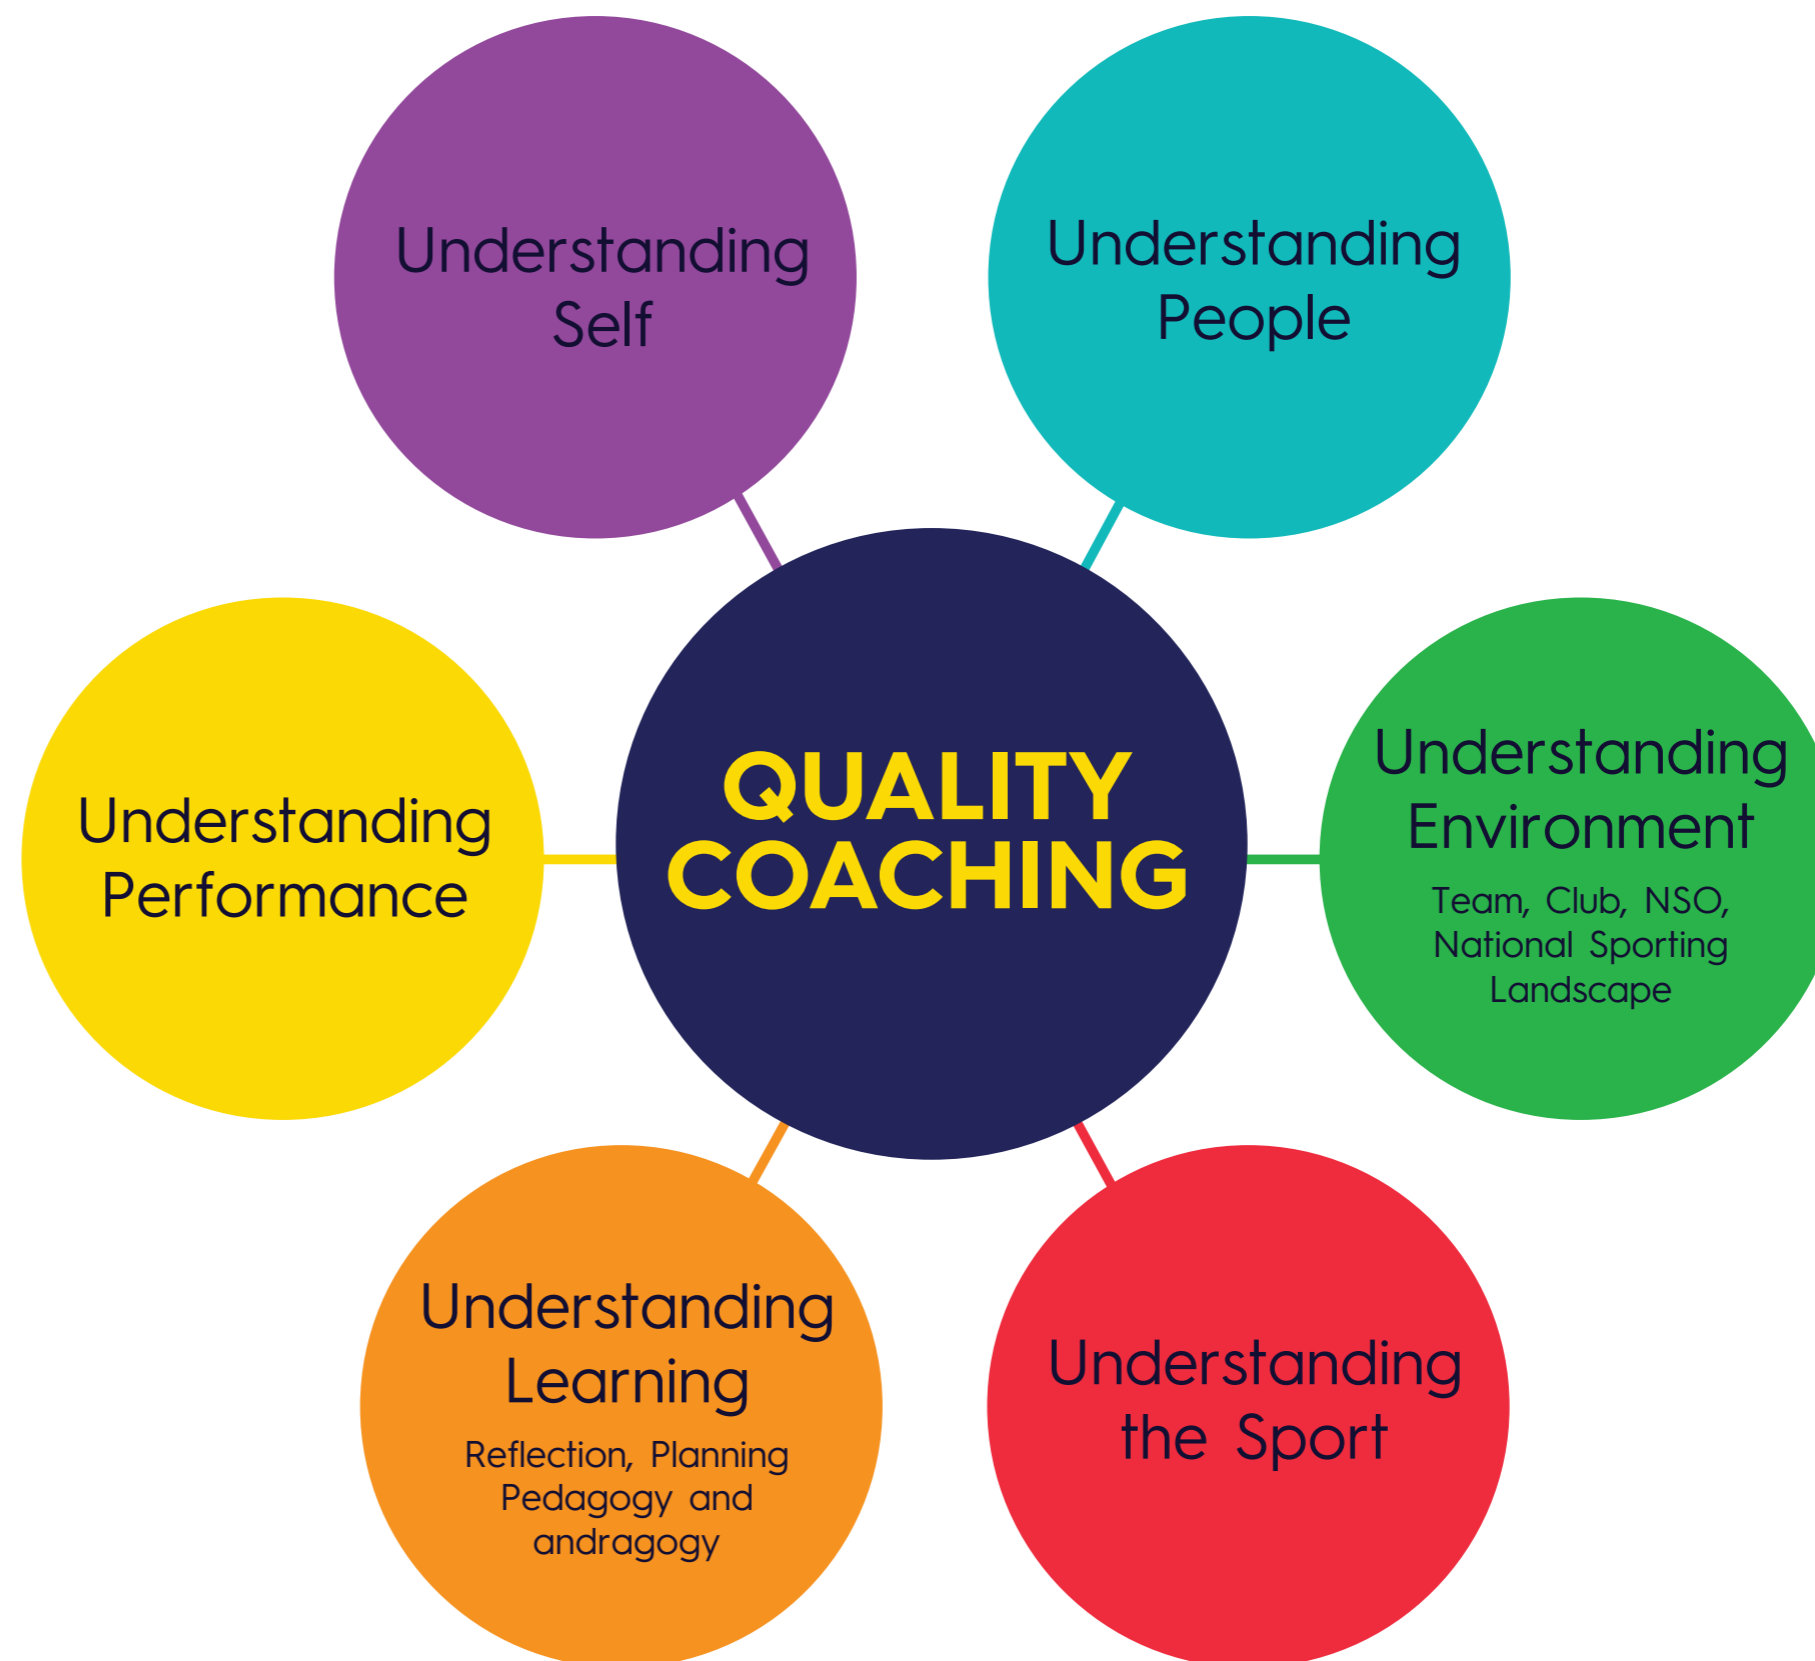 Understanding
Self
Understanding
People
Understanding
Performance
QUALITY
COACHING
Understanding
Environment
Team, Club, NSO,
National Sporting
Landscape
Understanding
Learning
Reflection, Planning
Pedagogy and
andragogy
Understanding
the Sport